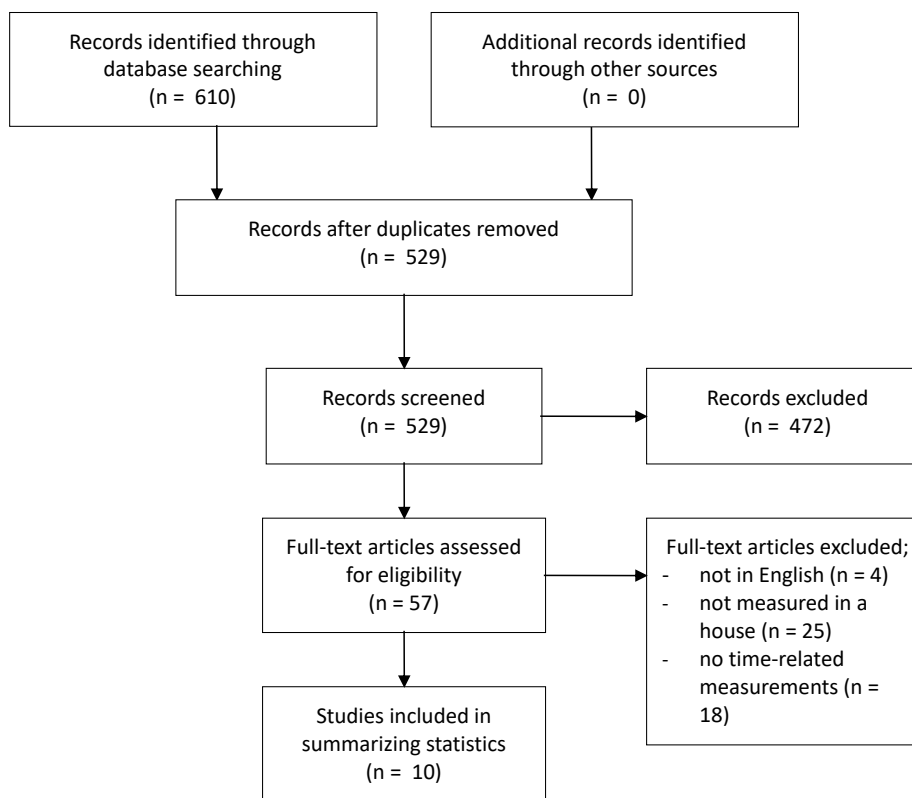 Records identified through
database searching
(n =  610)
Additional records identified
through other sources
(n =  0)
Records after duplicates removed
(n =  529)
Records screened
(n =  529)
Records excluded
(n =  472)
Full-text articles assessed
for eligibility
(n = 57)
Full-text articles excluded;
- not in English (n = 4)
- not measured in a
house (n = 25)
- no time-related
measurements (n =
18)
Studies included in
summarizing statistics
(n =  10)